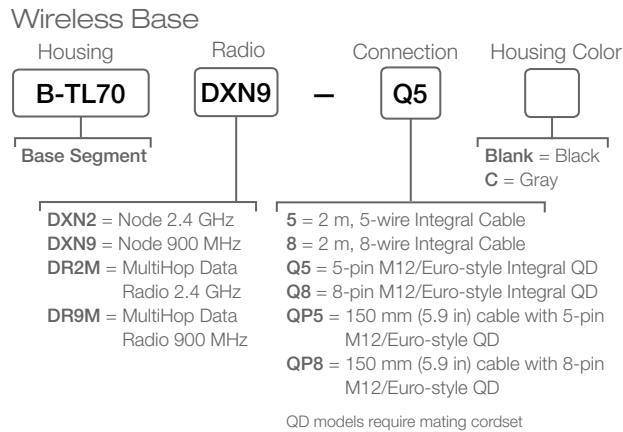 Wireless Base
Housing
Radio
Connection
Housing Color
B-TL70
DXN9
–
Q5
Base Segment
Blank = Black
C = Gray
DXN2 = Node 2.4 GHz
DXN9 = Node 900 MHz
DR2M = MultiHop Data
Radio 2.4 GHz
DR9M = MultiHop Data
Radio 900 MHz
5 = 2 m, 5-wire Integral Cable
8 = 2 m, 8-wire Integral Cable
Q5 = 5-pin M12/Euro-style Integral QD
Q8 = 8-pin M12/Euro-style Integral QD
QP5 = 150 mm (5.9 in) cable with 5-pin
M12/Euro-style QD
QP8 = 150 mm (5.9 in) cable with 8-pin
M12/Euro-style QD
QD models require mating cordset